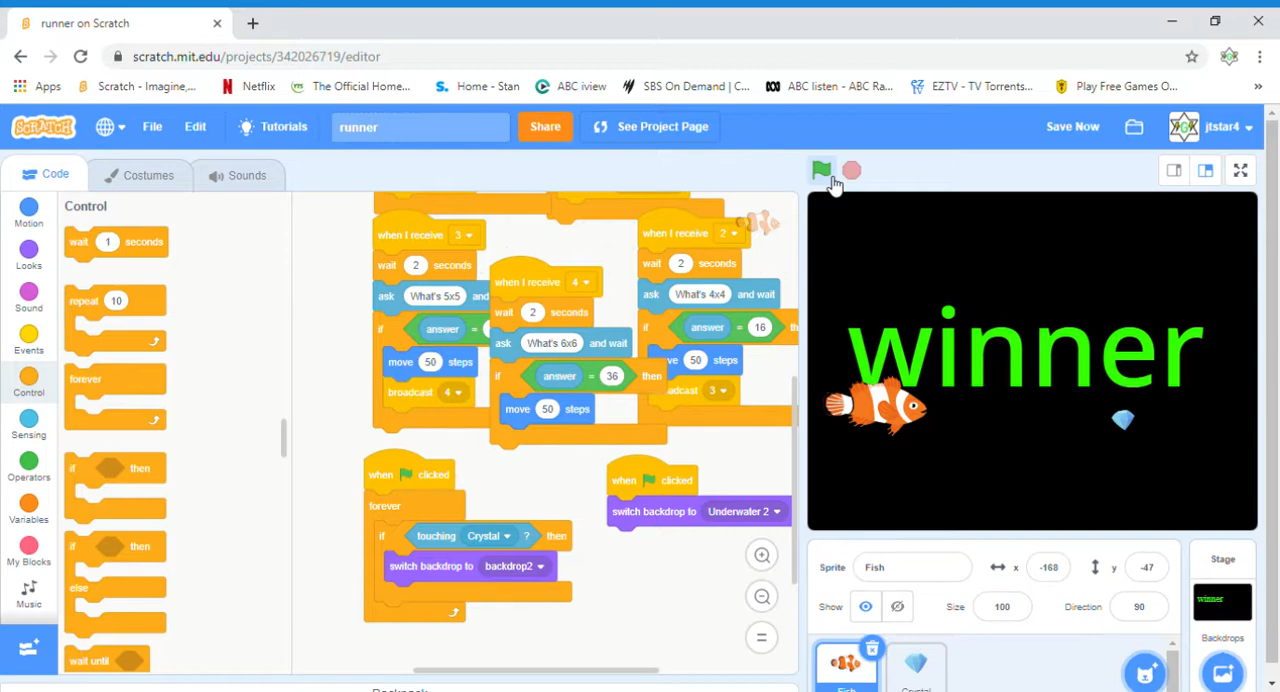 runner on Scratch
scratch.mit.edu/projects/342026719/editor
Apps Scratch - Imagine,... Netflix The Official Home... Home - Stan ABC iview SBS On Demand | C... ABC listen - ABC Ra... EZTV - TV Torrents... Play Free Games O... »
SCRATCH File Edit Tutorials runner Share See Project Page Save Now jtstar4
Code Costumes Sounds
Motion
Looks
Sound
Events
Control
Sensing
Operators
Variables
My Blocks
Music
Control
wait 1 seconds
repeat 10
forever
if then
if then
else
wait until
when I receive 3
wait 2 seconds
ask What's 5x5 and
if answer =
move 50 steps
broadcast 4
when I receive 4
wait 2 seconds
ask What's 6x6 and wait
if answer = 36 then
move 50 steps
when I receive 2
wait 2 seconds
ask What's 4x4 and wait
if answer = 16 th
50 steps
3
when clicked
forever
if touching Crystal ? then
switch backdrop to backdrop2
when clicked
switch backdrop to Underwater 2
winner
Sprite Fish x -168 y -47
Show Size 100 Direction 90
Fish
Crystal
Stage
winner
Backdrops
Backpack